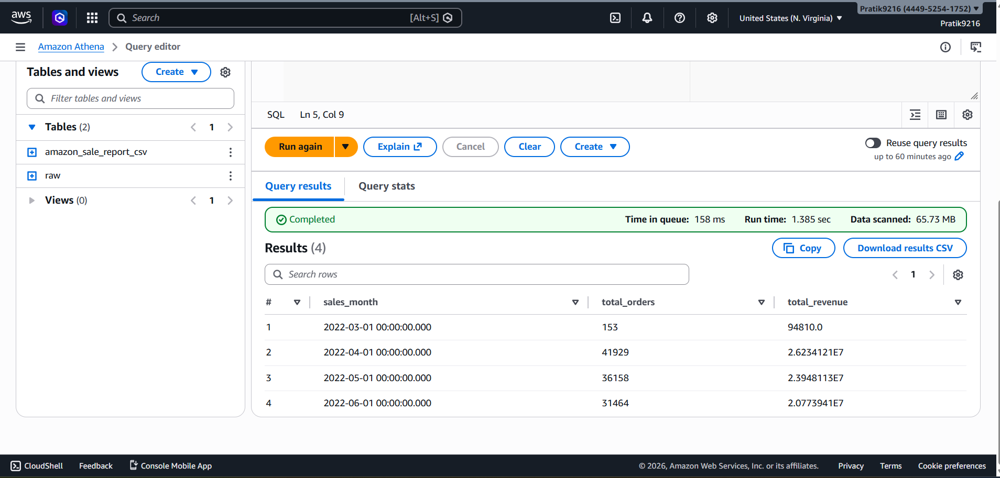 aws
Search
[Alt+S]
United States (N. Virginia)
Pratik9216 (4449-5254-1752)
Pratik9216
Amazon Athena
Query editor
Tables and views
Create
Filter tables and views
Tables (2)
1
amazon_sale_report_csv
raw
Views (0)
1
SQL
Ln 5, Col 9
Run again
Explain
Cancel
Clear
Create
Reuse query results
up to 60 minutes ago
Query results
Query stats
Completed
Time in queue: 158 ms
Run time: 1.385 sec
Data scanned: 65.73 MB
Results (4)
Copy
Download results CSV
Search rows
1
# sales_month total_orders total_revenue
1 2022-03-01 00:00:00.000 153 94810.0
2 2022-04-01 00:00:00.000 41929 2.6234121E7
3 2022-05-01 00:00:00.000 36158 2.3948113E7
4 2022-06-01 00:00:00.000 31464 2.0773941E7
CloudShell
Feedback
Console Mobile App
© 2026, Amazon Web Services, Inc. or its affiliates.
Privacy
Terms
Cookie preferences